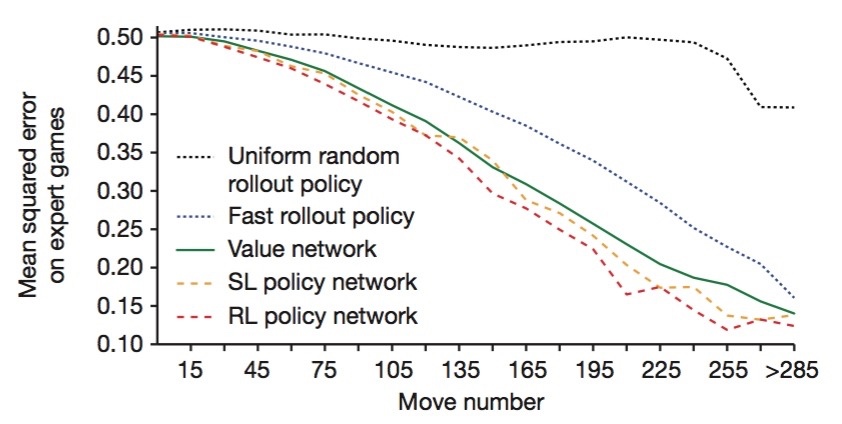 Mean squared error
on expert games
0.50
0.45
0.40
0.35
0.30
0.25
0.20
0.15
0.10
Uniform random
rollout policy
Fast rollout policy
Value network
SL policy network
RL policy network
15 45 75 105 135 165 195 225 255 >285
Move number